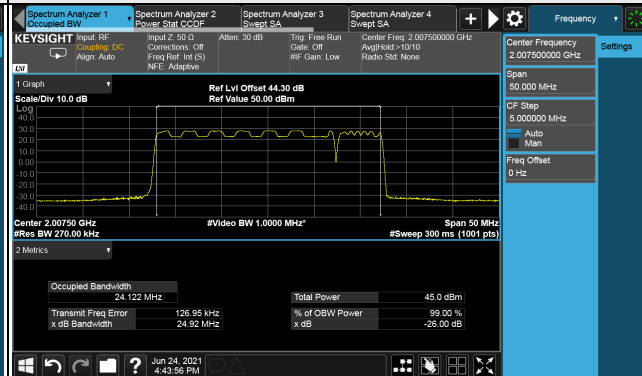 Spectrum Analyzer 1
Occupied BW
Spectrum Analyzer 2
Power Stat CCDF
Spectrum Analyzer 3
Swept SA
Spectrum Analyzer 4
Swept SA
Frequency
KEYSIGHT
Input: RF
Coupling: DC
Align: Auto
Input Z: 50 Ω
Corrections: Off
Freq Ref: Int (S)
NFE: Adaptive
Atten: 30 dB
Trig: Free Run
Gate: Off
#IF Gain: Low
Center Freq: 2.007500000 GHz
Avg|Hold:>10/10
Radio Std: None
LXI
Center Frequency
2.007500000 GHz
Settings
Span
50.000 MHz
CF Step
5.000000 MHz
Auto
Man
Freq Offset
0 Hz
1 Graph
Scale/Div 10.0 dB
Ref Lvl Offset 44.30 dB
Ref Value 50.00 dBm
Log
40.0
30.0
20.0
10.0
0.00
-10.0
-20.0
-30.0
-40.0
Center 2.00750 GHz
#Video BW 1.0000 MHz*
Span 50 MHz
#Res BW 270.00 kHz
#Sweep 300 ms (1001 pts)
2 Metrics
Occupied Bandwidth
24.122 MHz
Total Power 45.0 dBm
Transmit Freq Error 126.95 kHz
% of OBW Power 99.00 %
x dB Bandwidth 24.92 MHz
x dB -26.00 dB
?
Jun 24, 2021
4:43:56 PM